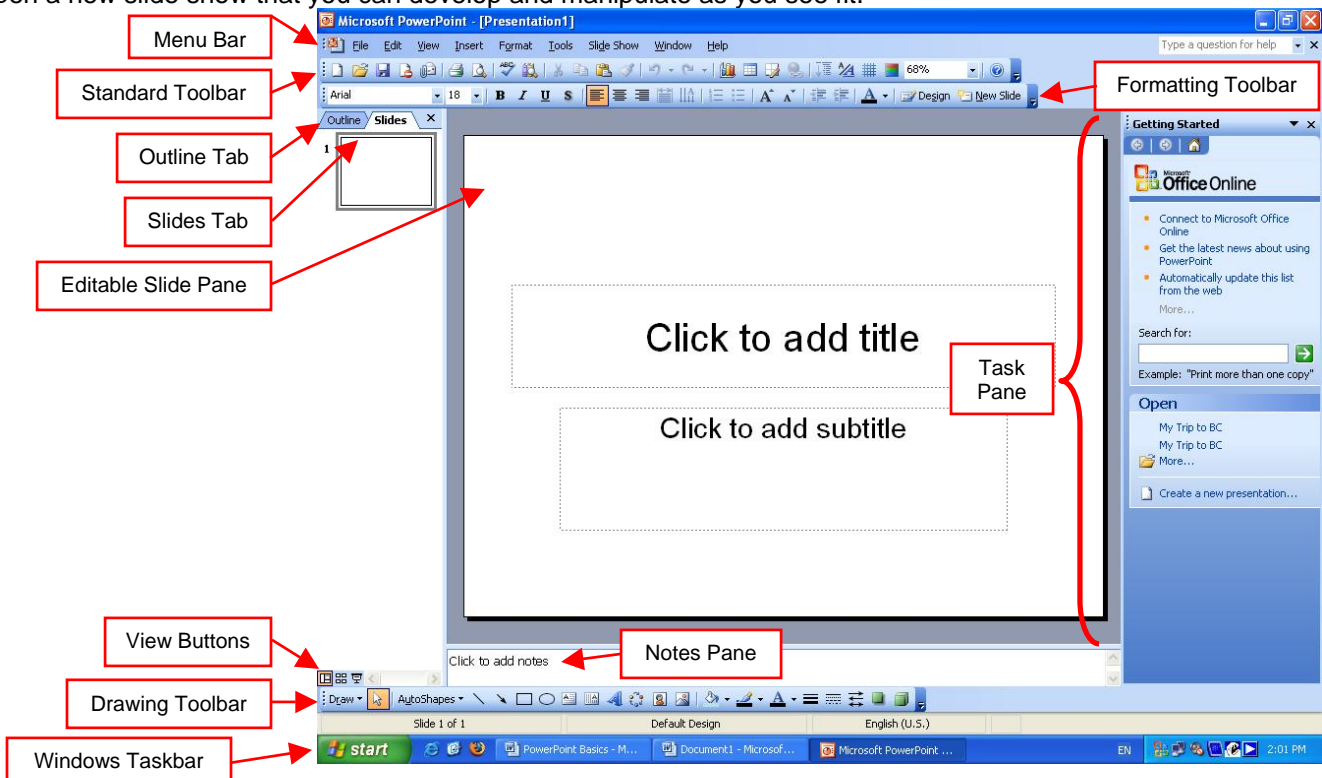 a new slide show that you can develop and manipulate as you see fit.
Microsoft PowerPoint - [Presentation1]
Menu Bar
File Edit View Insert Format Tools Slide Show Window Help
Type a question for help
Standard Toolbar
68%
Formatting Toolbar
Arial 18 B I U S A A A Design New Slide
Outline Slides
Outline Tab
1
Slides Tab
Editable Slide Pane
Click to add title
Click to add subtitle
Task
Pane
Getting Started
Microsoft
Office Online
Connect to Microsoft Office
Online
Get the latest news about using
PowerPoint
Automatically update this list
from the web
More...
Search for:
Example: "Print more than one copy"
Open
My Trip to BC
My Trip to BC
More...
Create a new presentation...
View Buttons
Click to add notes
Notes Pane
Drawing Toolbar
Draw AutoShapes A A
Slide 1 of 1 Default Design English (U.S.)
Windows Taskbar
start PowerPoint Basics - M... Document1 - Microsof... Microsoft PowerPoint ... EN 2:01 PM